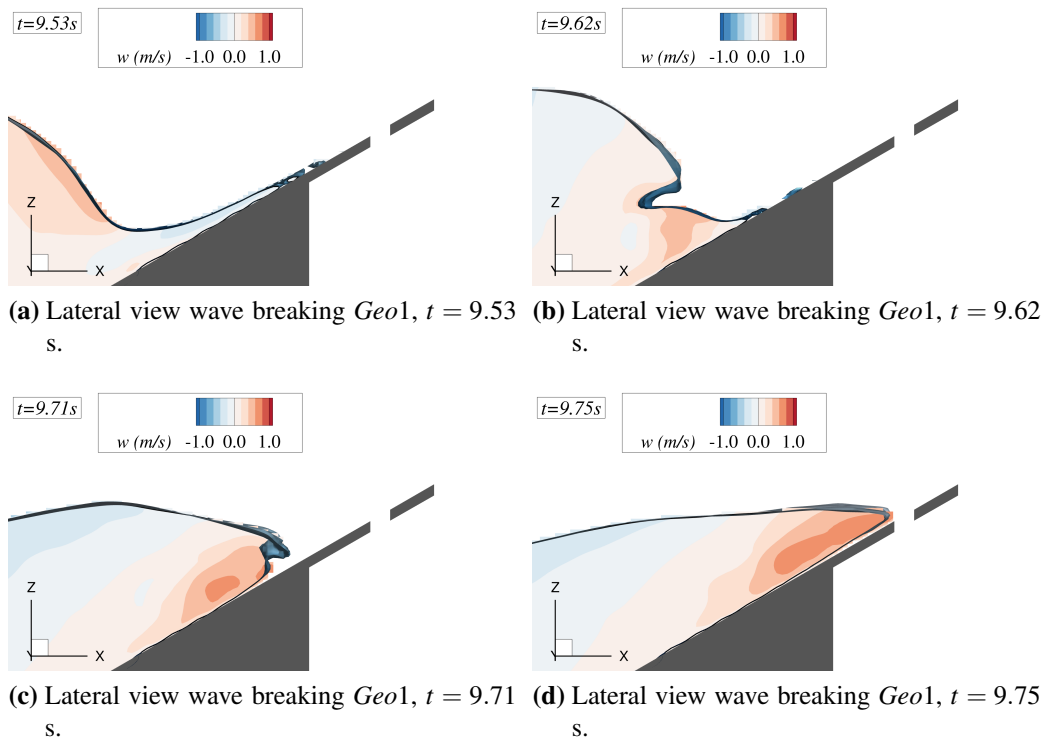 t=9.53s
w (m/s) -1.0 0.0 1.0
Z
Y X
t=9.62s
w (m/s) -1.0 0.0 1.0
Z
Y X
(a) Lateral view wave breaking Geo1, t = 9.53
s.
(b) Lateral view wave breaking Geo1, t = 9.62
s.
t=9.71s
w (m/s) -1.0 0.0 1.0
Z
Y X
t=9.75s
w (m/s) -1.0 0.0 1.0
Z
Y X
(c) Lateral view wave breaking Geo1, t = 9.71
s.
(d) Lateral view wave breaking Geo1, t = 9.75
s.